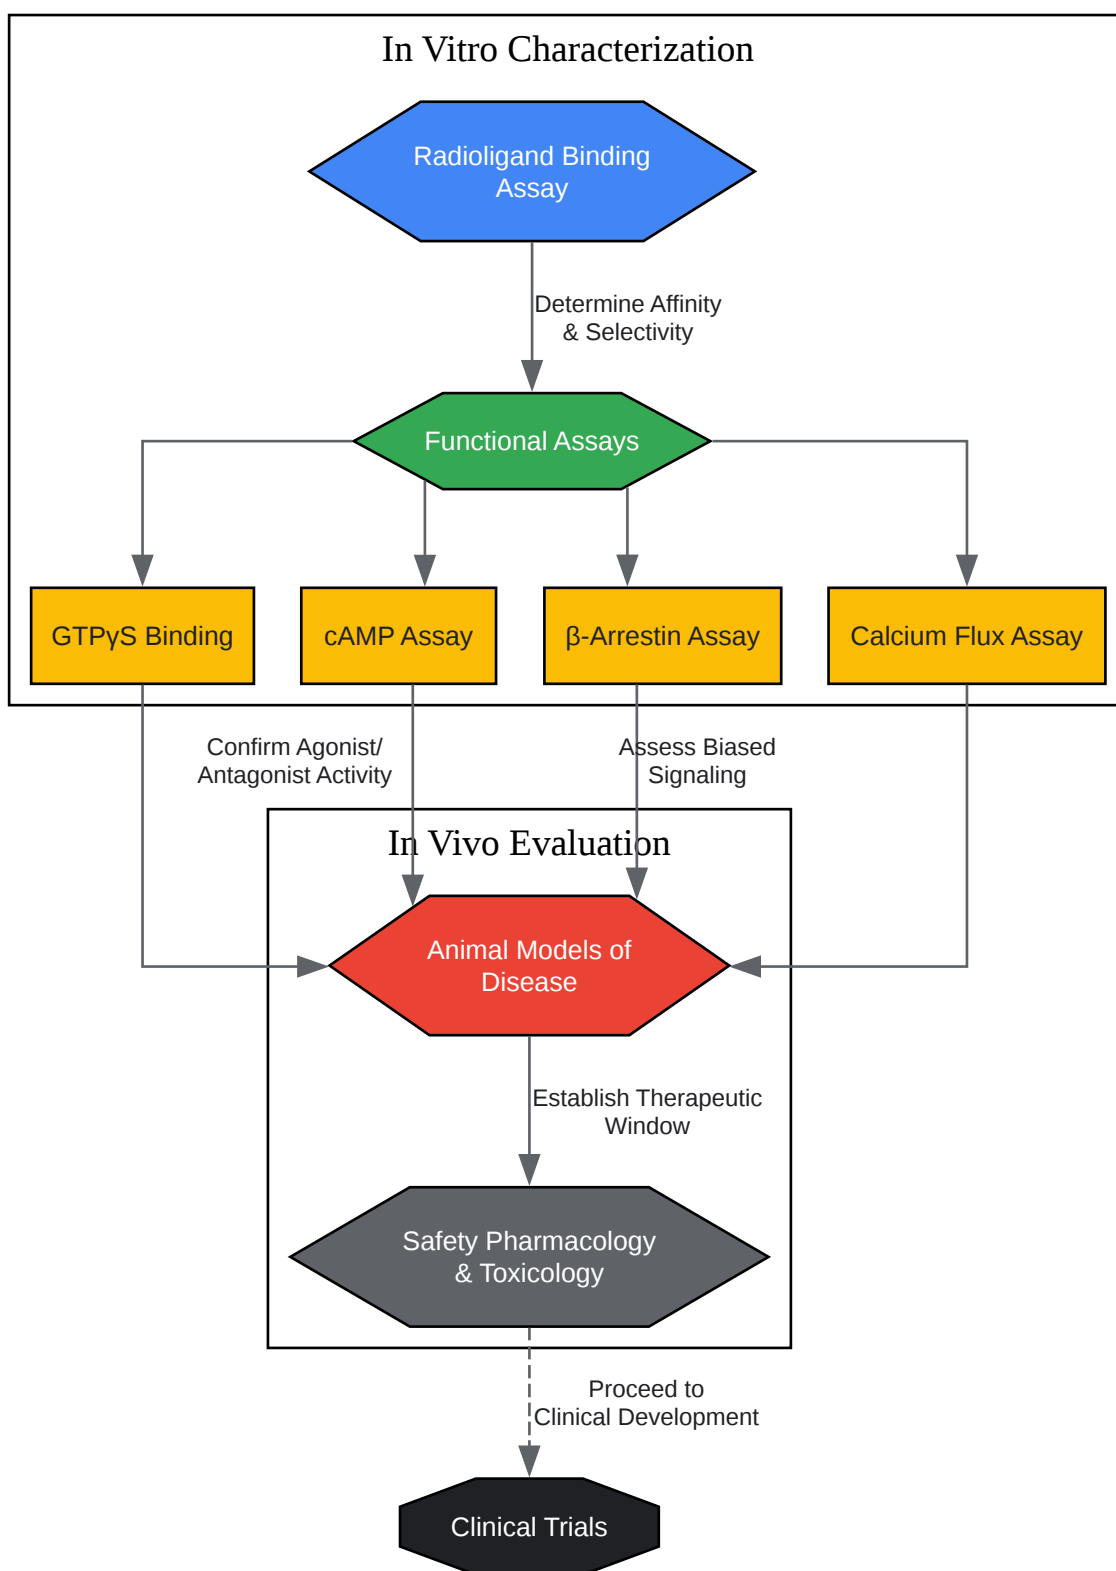 In Vitro Characterization
Radioligand Binding
Assay
Determine Affinity
& Selectivity
Functional Assays
GTPγS Binding
cAMP Assay
β-Arrestin Assay
Calcium Flux Assay
Confirm Agonist/
Antagonist Activity
Assess Biased
Signaling
In Vivo Evaluation
Animal Models of
Disease
Establish Therapeutic
Window
Safety Pharmacology
& Toxicology
Proceed to
Clinical Development
Clinical Trials